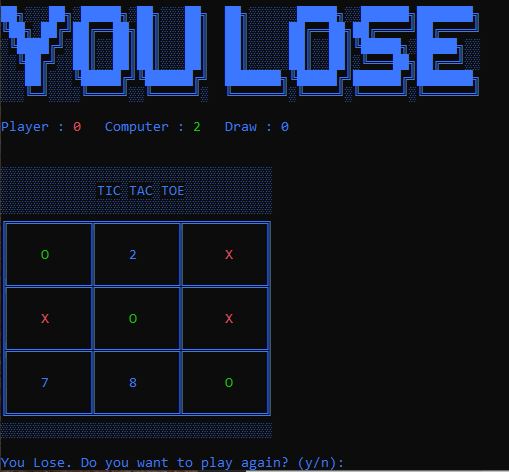 YOU LOSE
Player : 0 Computer : 2 Draw : 0
TIC TAC TOE
O 2 X
X O X
7 8 O
You Lose. Do you want to play again? (y/n):